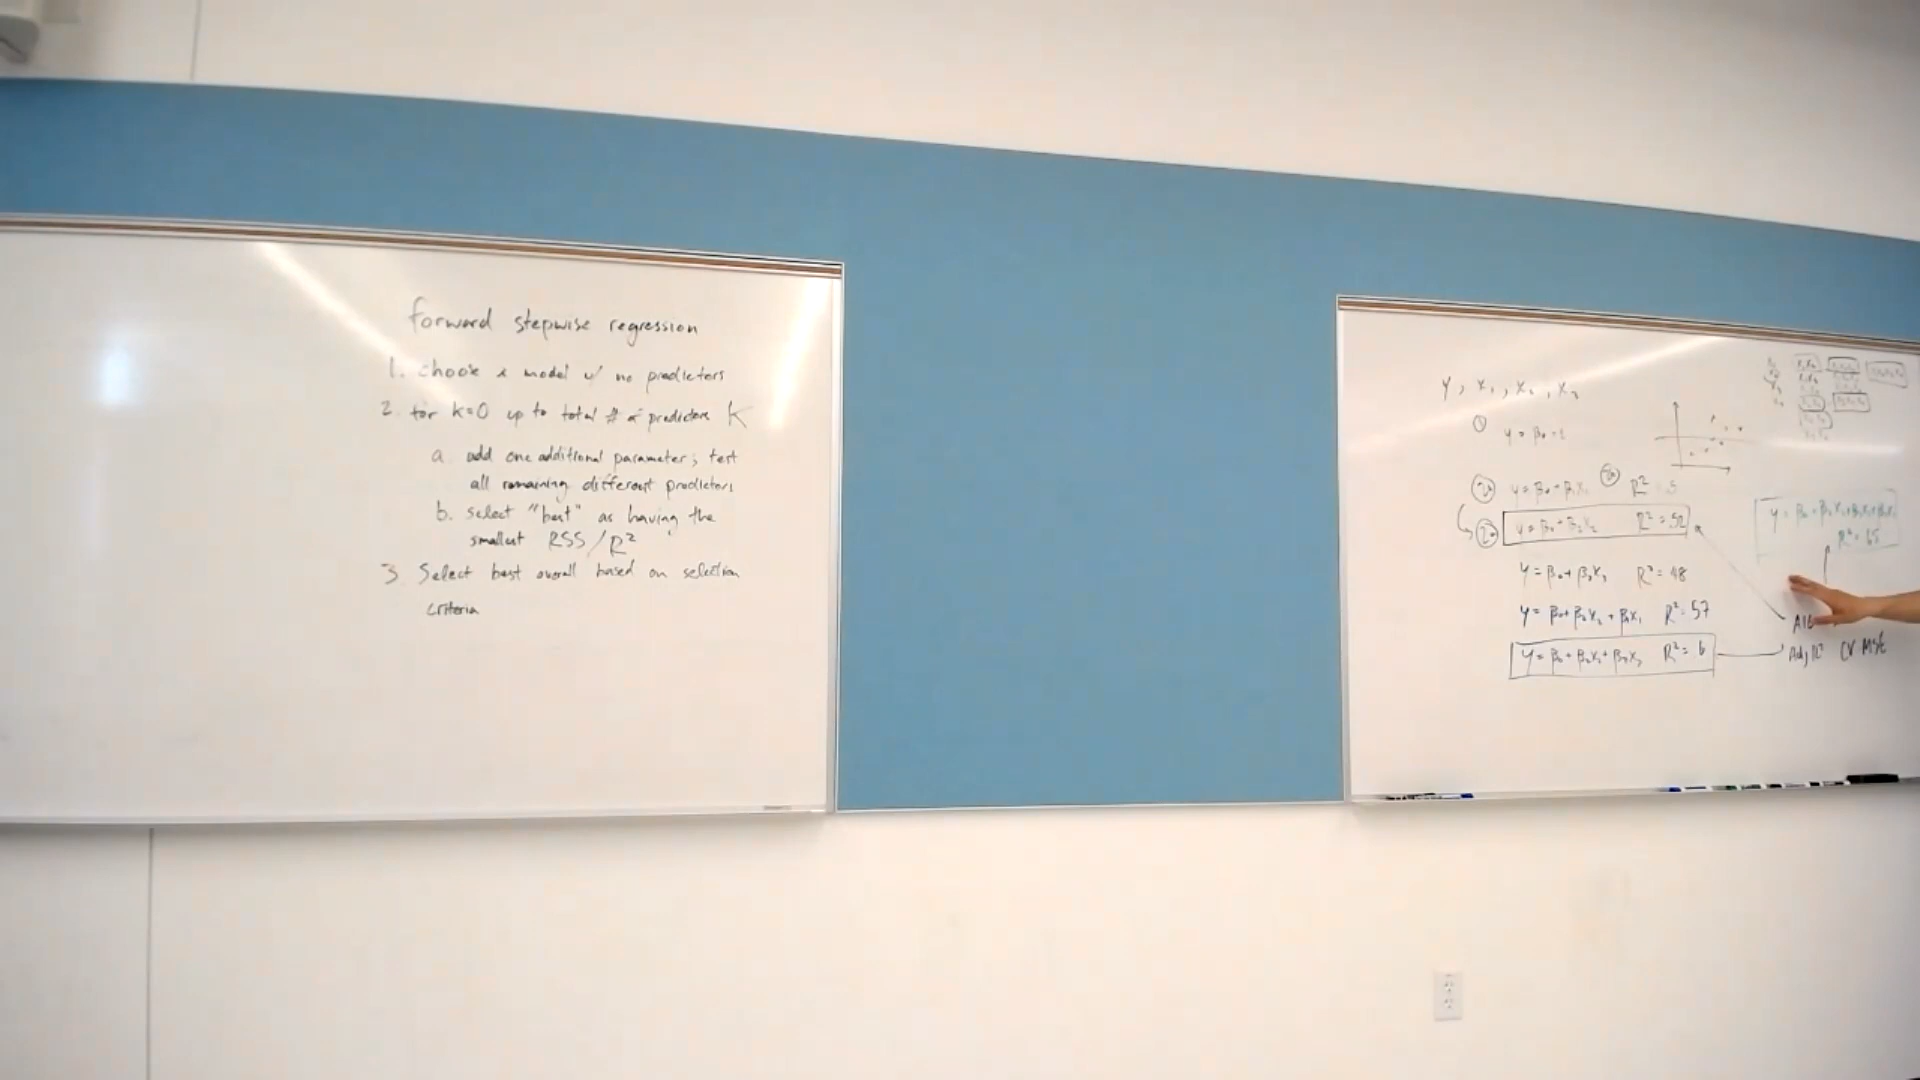 forward stepwise regression
1. choose a model w/ no predictors
2. for k=0 up to total # of predictors K
a. add one additional parameter; test
all remaining different predictors
b. select "best" as having the
smallest RSS/R²
3 Select best overall based on selection
criteria
y, x₁, x₂, x₃
①
y = β₀ + ε
②a y = β₀ + β₁x₁ R² = .5
②a y = β₀ + β₂x₂ R² = .52
y = β₀ + β₃x₃ R² = 48
y = β₀ + β₂x₂ + β₁x₁ R² = 57
y = β₀ + β₂x₂ + β₃x₃ R² = 6
R² = 65
Adj R² CV MSE